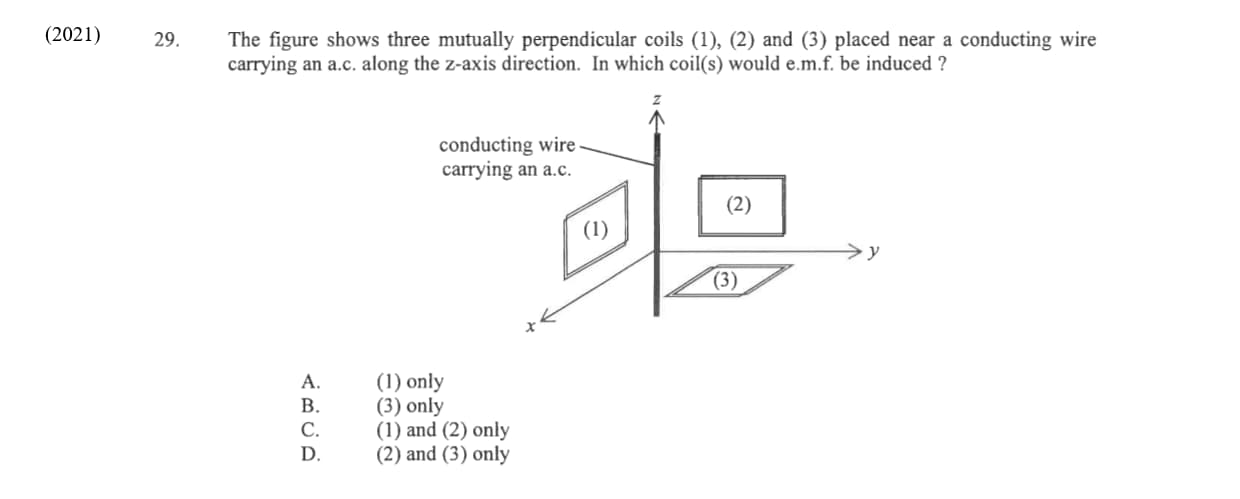 (2021) 29. The figure shows three mutually perpendicular coils (1), (2) and (3) placed near a conducting wire
carrying an a.c. along the z-axis direction. In which coil(s) would e.m.f. be induced ?
z
conducting wire
carrying an a.c.
(2)
(1)
y
(3)
x
A. (1) only
B. (3) only
C. (1) and (2) only
D. (2) and (3) only